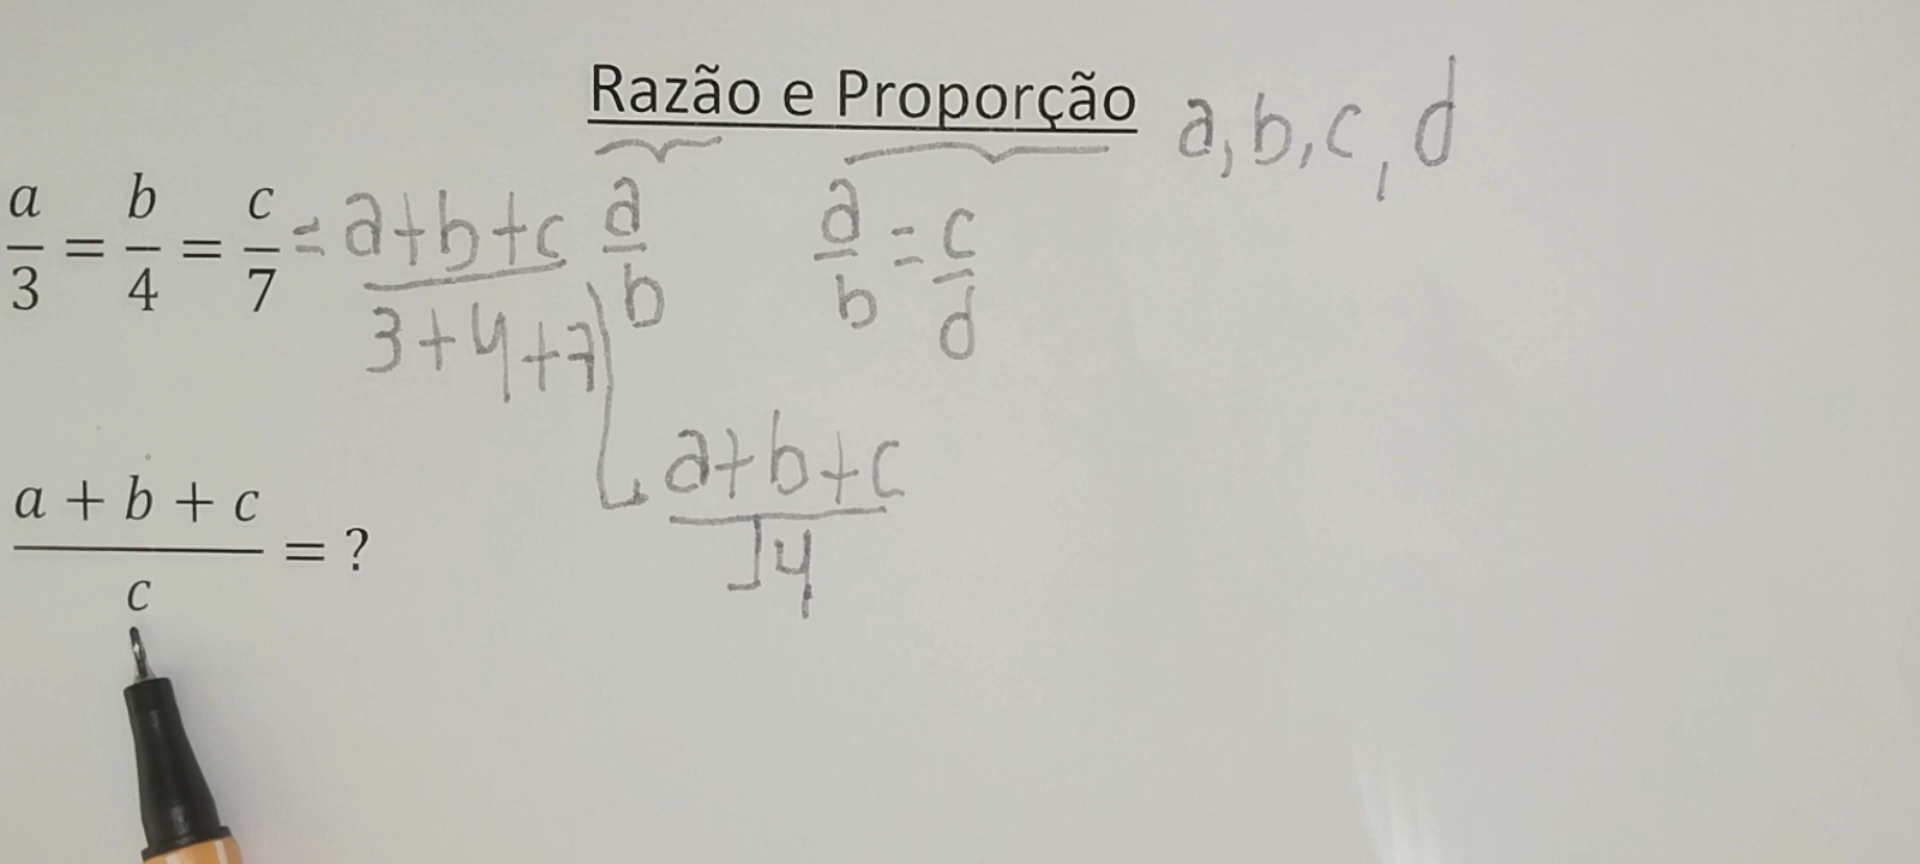 Razão e Proporção a, b, c, d
a/3 = b/4 = c/7 = a+b+c/3+4+7
a/b
a/b = c/d
a+b+c/14
a + b + c/c = ?